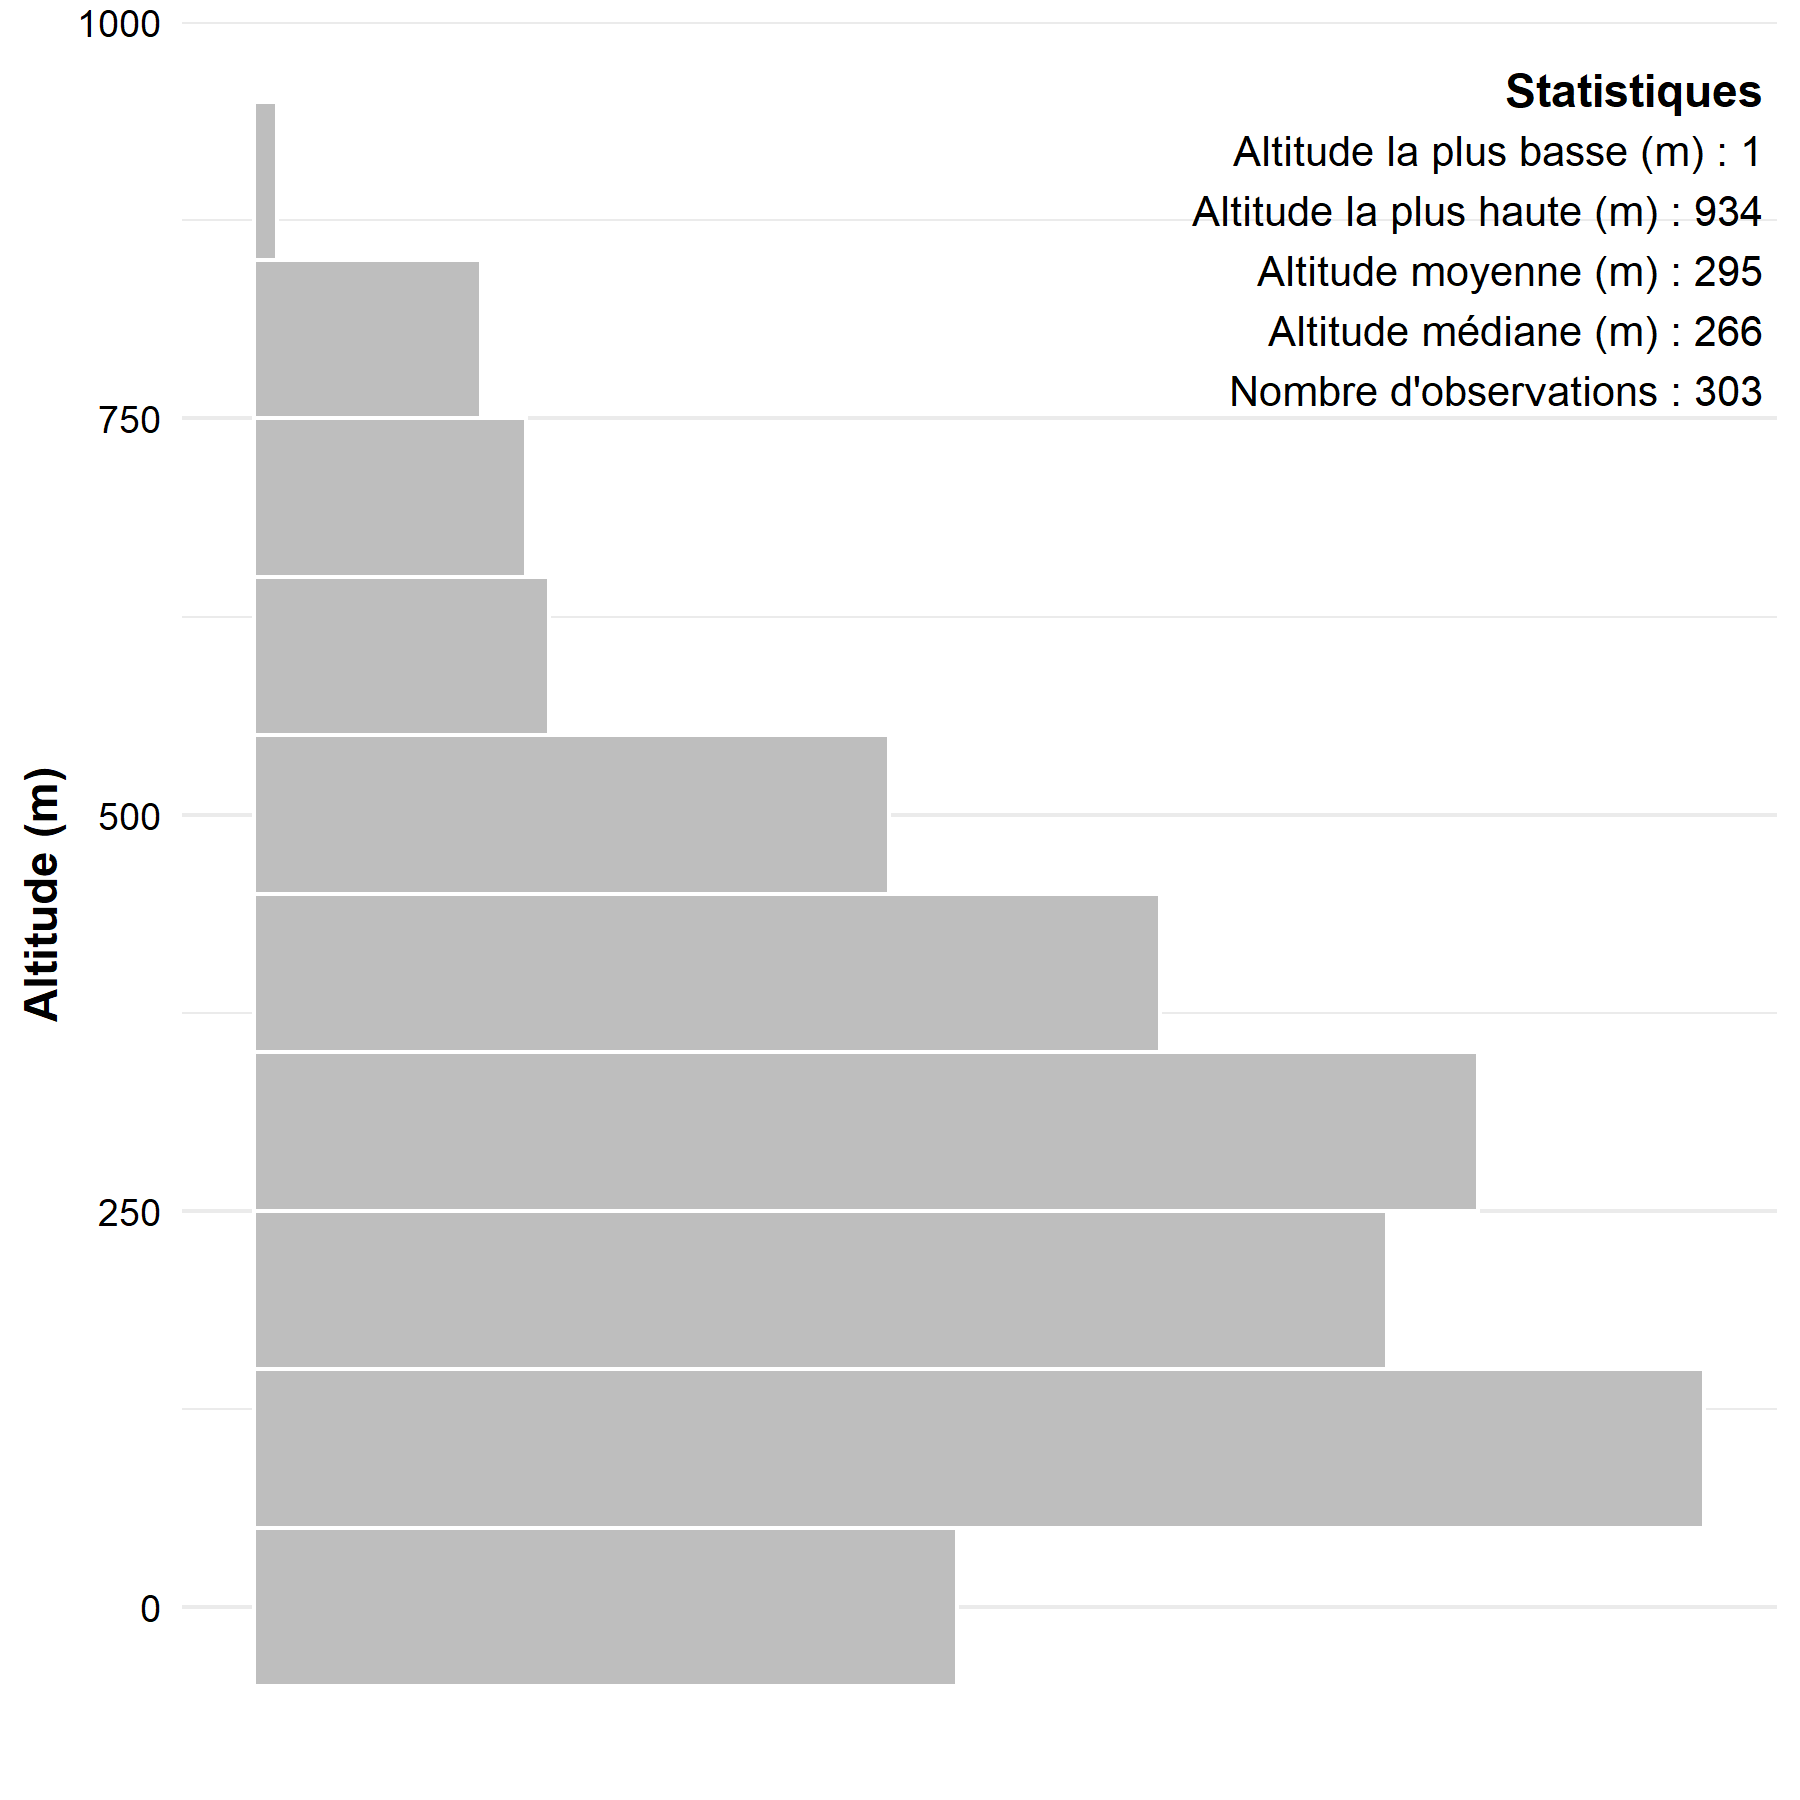 1000
Statistiques
Altitude la plus basse (m) : 1
Altitude la plus haute (m) : 934
Altitude moyenne (m) : 295
Altitude médiane (m) : 266
Nombre d'observations : 303
750
500
Altitude (m)
250
0